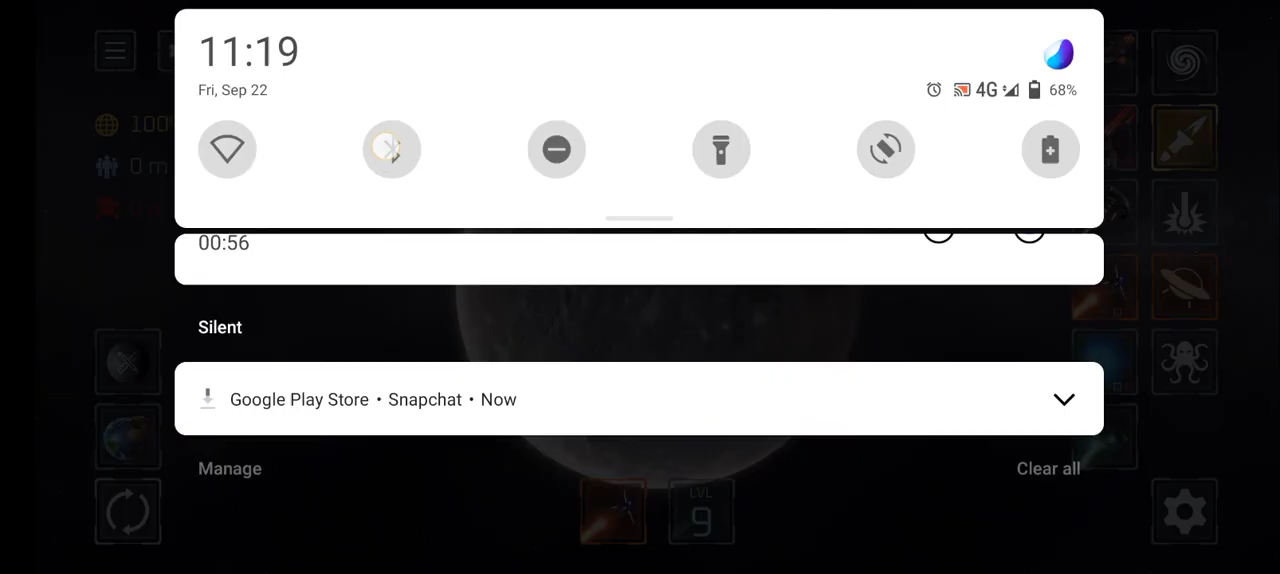 11:19
Fri, Sep 22
4G
68%
00:56
Silent
Google Play Store • Snapchat • Now
Manage
Clear all
LVL
9